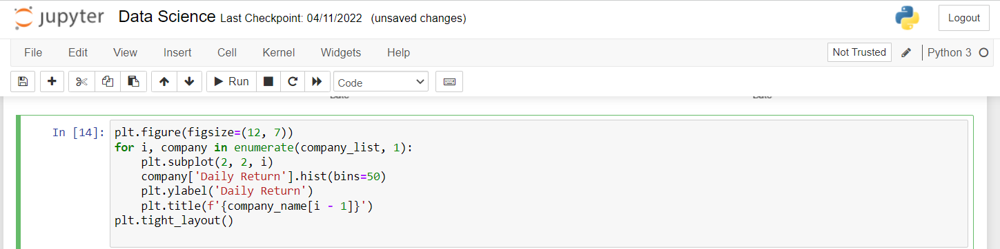 jupyter Data Science Last Checkpoint: 04/11/2022 (unsaved changes) Logout
File Edit View Insert Cell Kernel Widgets Help Not Trusted Python 3
Run Code
Date Date
In [14]: plt.figure(figsize=(12, 7))
for i, company in enumerate(company_list, 1):
    plt.subplot(2, 2, i)
    company['Daily Return'].hist(bins=50)
    plt.ylabel('Daily Return')
    plt.title(f'{company_name[i - 1]}')
plt.tight_layout()